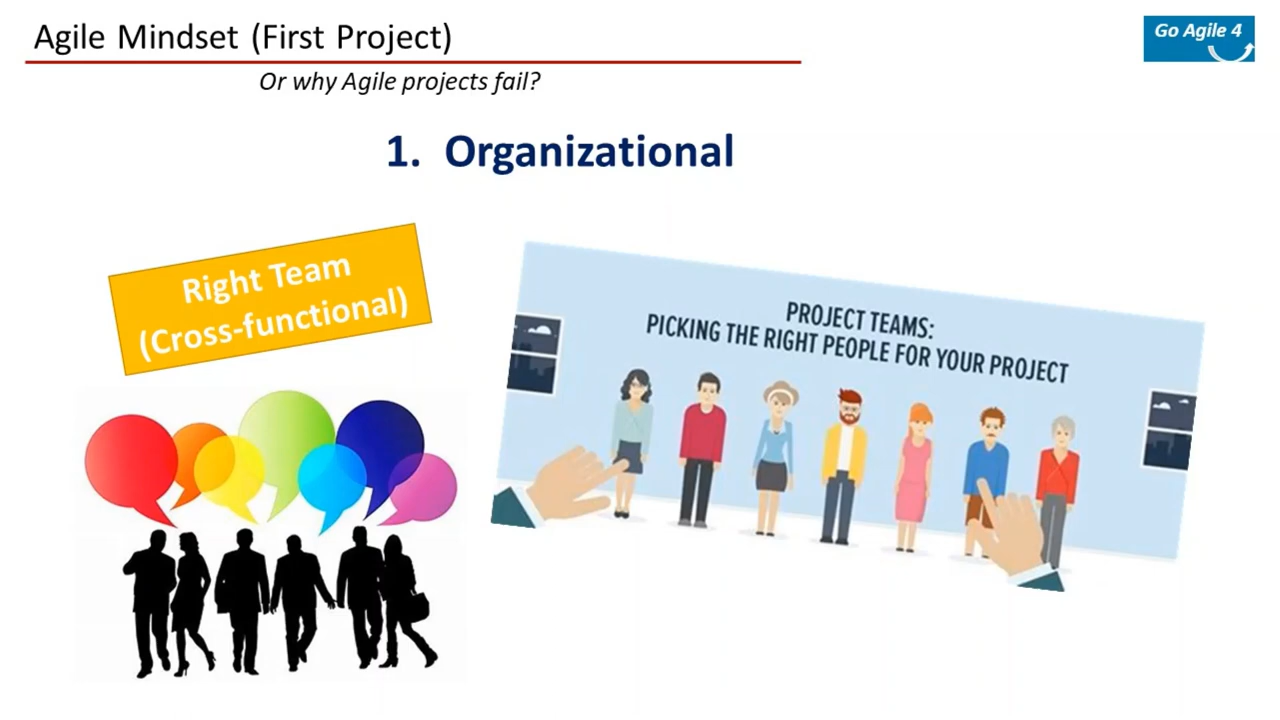 Agile Mindset (First Project)
Go Agile 4
Or why Agile projects fail?
1. Organizational
Right Team
(Cross-functional)
PROJECT TEAMS:
PICKING THE RIGHT PEOPLE FOR YOUR PROJECT